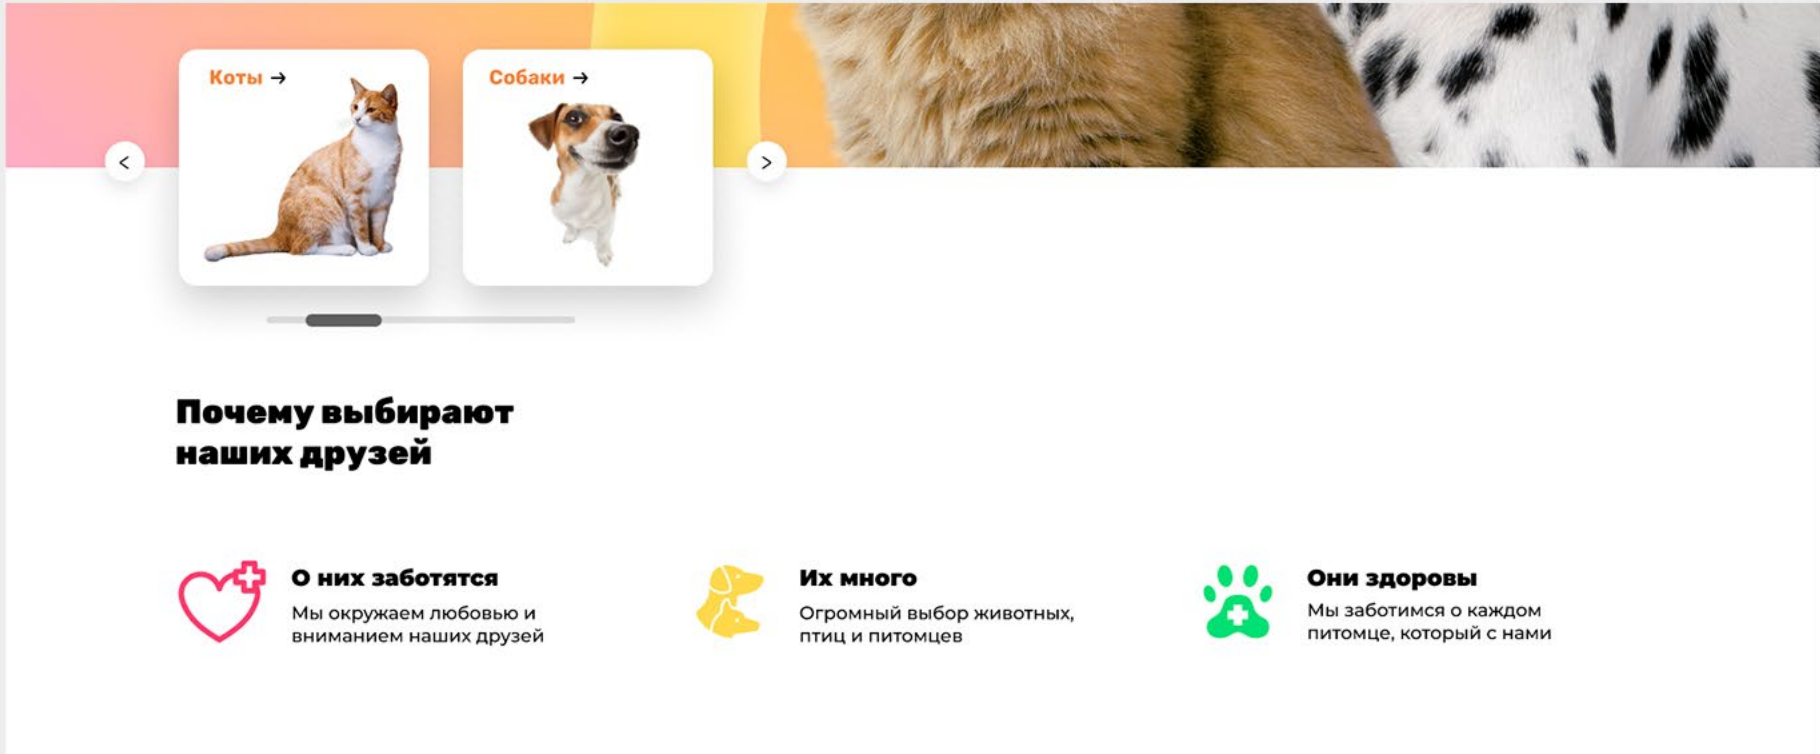 Коты →
Собаки →
Почему выбирают
наших друзей
О них заботятся
Мы окружаем любовью и
вниманием наших друзей
Их много
Огромный выбор животных,
птиц и питомцев
Они здоровы
Мы заботимся о каждом
питомце, который с нами